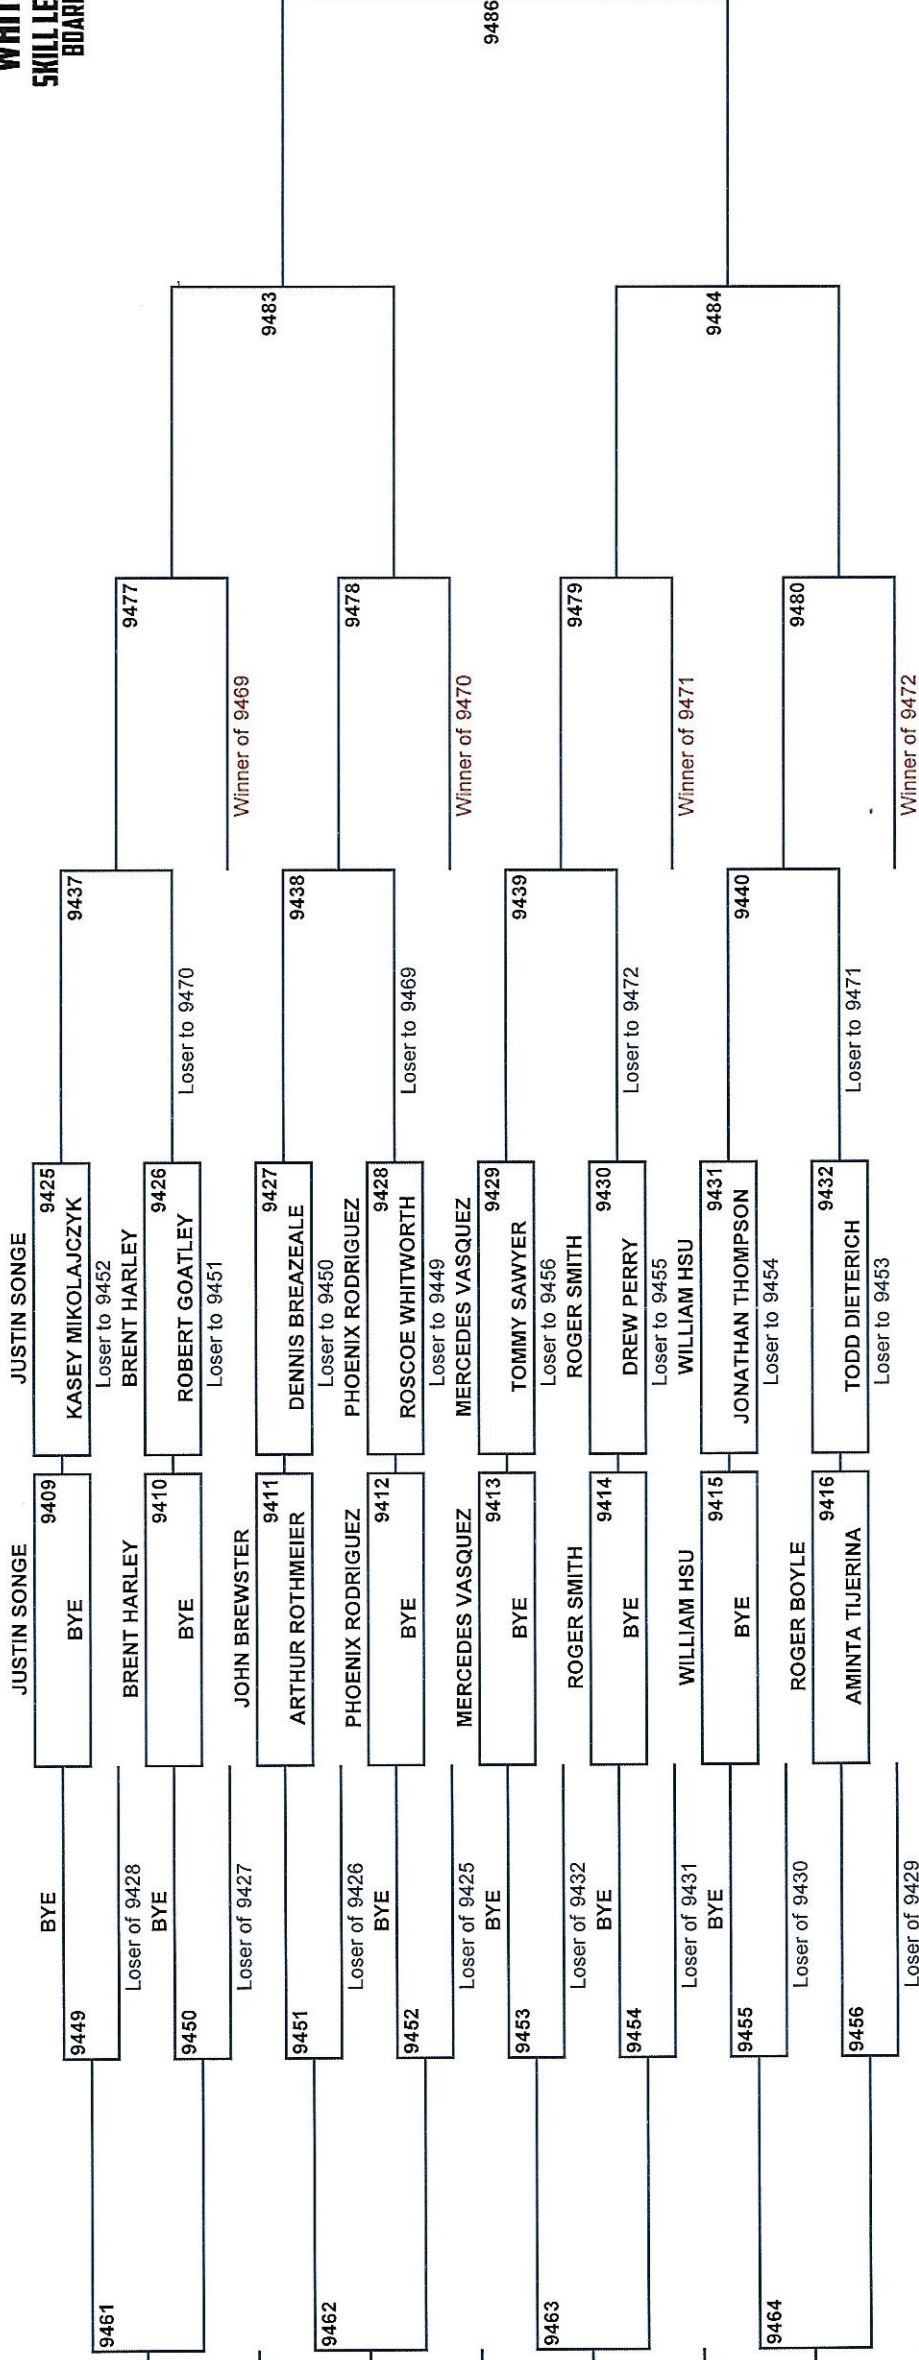 WHIT
SKILL LE
BOARD
9461
9462
9463
9464
9449
BYE
Loser of 9428
9450
BYE
Loser of 9427
9451
Loser of 9426
9452
BYE
Loser of 9425
9453
BYE
Loser of 9432
9454
BYE
Loser of 9431
9455
BYE
Loser of 9430
9456
Loser of 9429
JUSTIN SONGE
9409
BYE
BRENT HARLEY
9410
BYE
JOHN BREWSTER
9411
ARTHUR ROTHMEIER
PHOENIX RODRIGUEZ
9412
BYE
MERCEDES VASQUEZ
9413
BYE
ROGER SMITH
9414
BYE
WILLIAM HSU
9415
BYE
ROGER BOYLE
9416
AMINTA TIJERINA
JUSTIN SONGE
9425
KASEY MIKOLAJCZYK
Loser to 9452
BRENT HARLEY
9426
ROBERT GOATLEY
Loser to 9451
9427
DENNIS BREAZEALE
Loser to 9450
PHOENIX RODRIGUEZ
9428
ROSCOE WHITWORTH
Loser to 9449
MERCEDES VASQUEZ
9429
TOMMY SAWYER
Loser to 9456
ROGER SMITH
9430
DREW PERRY
Loser to 9455
WILLIAM HSU
9431
JONATHAN THOMPSON
Loser to 9454
9432
TODD DIETERICH
Loser to 9453
9437
Loser to 9470
9438
Loser to 9469
9439
Loser to 9472
9440
Loser to 9471
9477
Winner of 9469
9478
Winner of 9470
9479
Winner of 9471
9480
Winner of 9472
9483
9484
9486